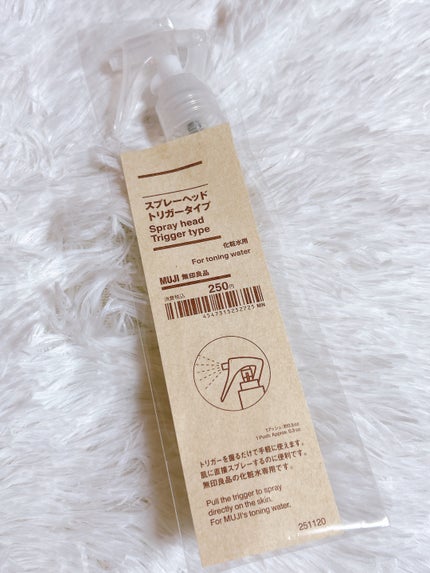 スプレーヘッド
トリガータイプ
Spray head
Trigger type
化粧水用
For toning water
MUJI 無印良品
消費税込 250円
4547315252725 MN
トリガーを握るだけで手軽に使えます。
肌に直接スプレーするのに便利です。
無印良品の化粧水専用です。
Pull the trigger to spray
directly on the skin.
For MUJI's toning water.
251120